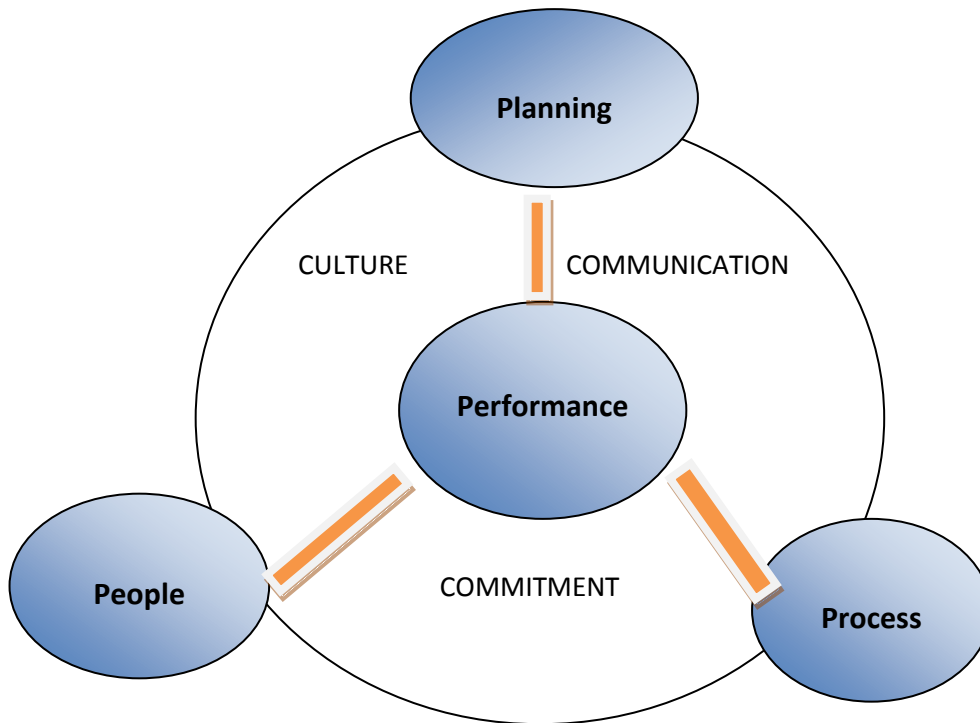 Planning
CULTURE
COMMUNICATION
Performance
People
COMMITMENT
Process